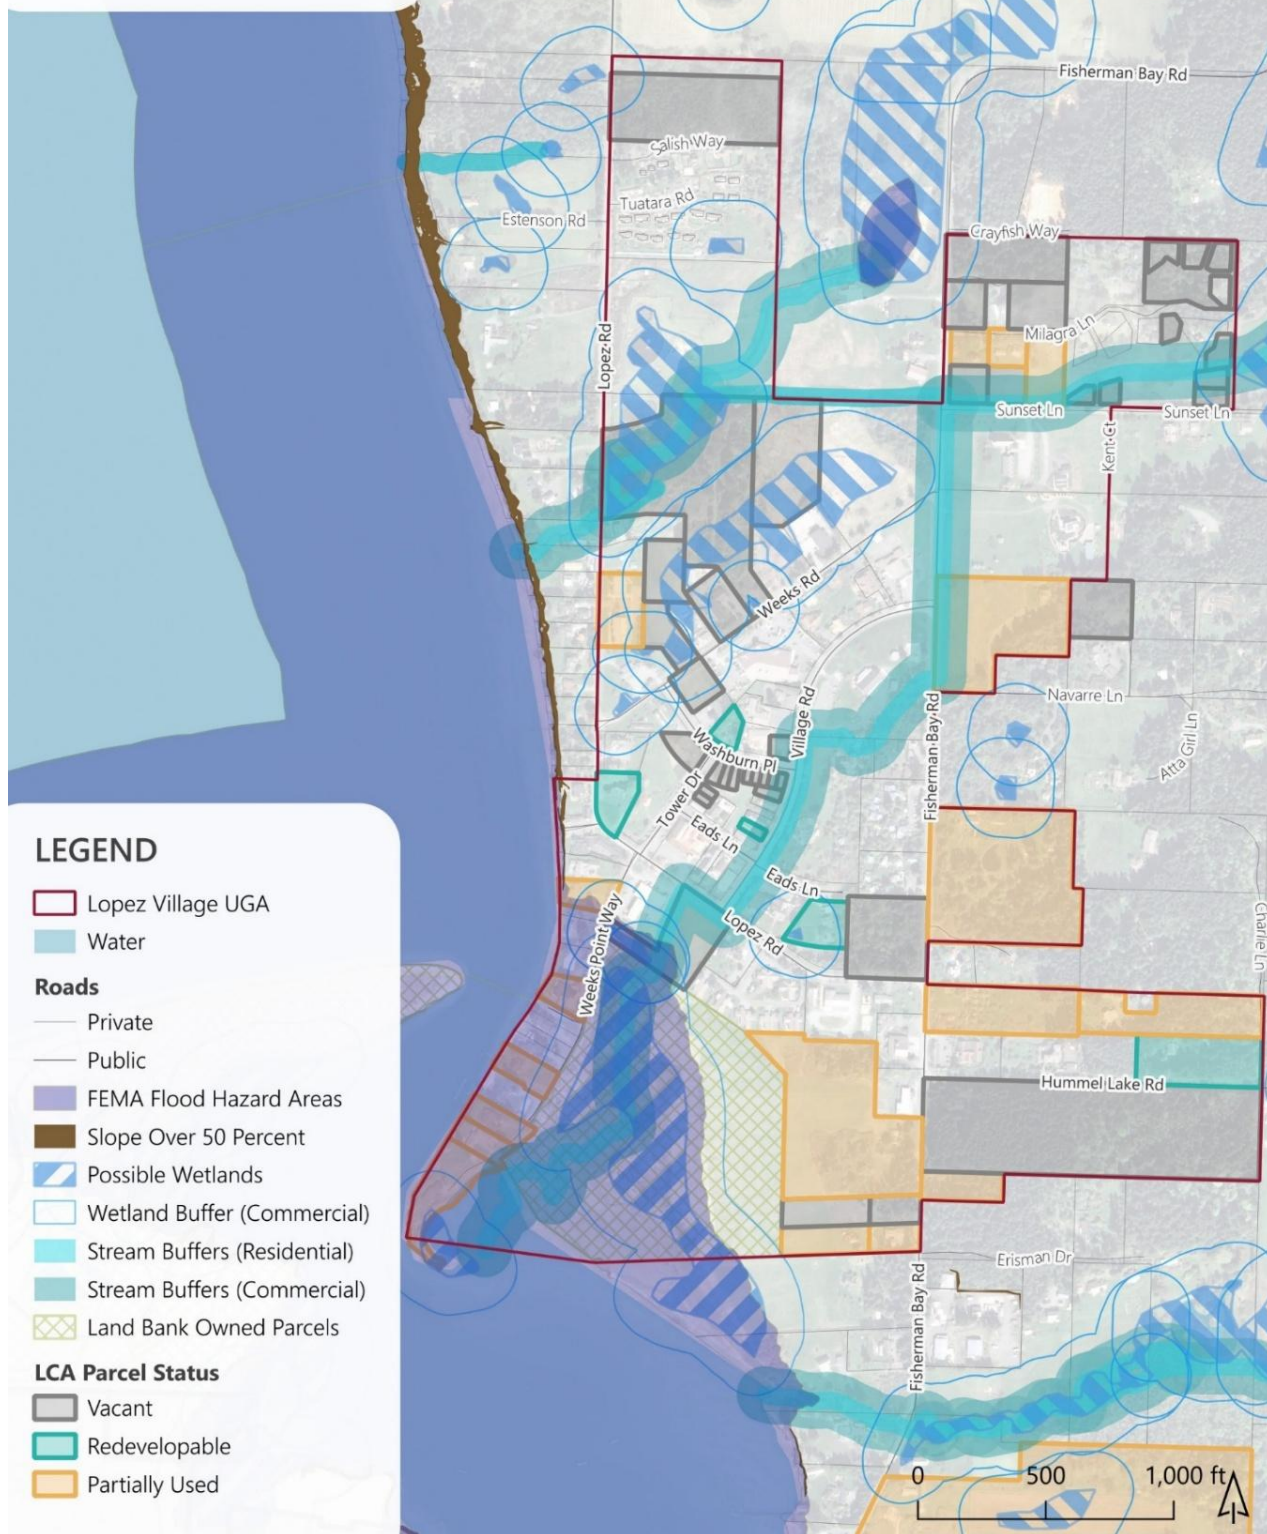 Fisherman Bay Rd
Salish Way
Tuatara Rd
Estenson Rd
Crayfish Way
Milagra Ln
Lopez Rd
Sunset Ln
Sunset Ln
Kent Ct
Weeks Rd
Navarre Ln
Village Rd
Fisherman Bay Rd
Atta Girl Ln
Washburn Pl
Tower Dr
Eads Ln
Eads Ln
Lopez Rd
Weeks Point Way
Charlie Ln
Hummel Lake Rd
Erisman Dr
Fisherman Bay Rd
LEGEND
Lopez Village UGA
Water
Roads
Private
Public
FEMA Flood Hazard Areas
Slope Over 50 Percent
Possible Wetlands
Wetland Buffer (Commercial)
Stream Buffers (Residential)
Stream Buffers (Commercial)
Land Bank Owned Parcels
LCA Parcel Status
Vacant
Redevelopable
Partially Used
0 500 1,000 ft